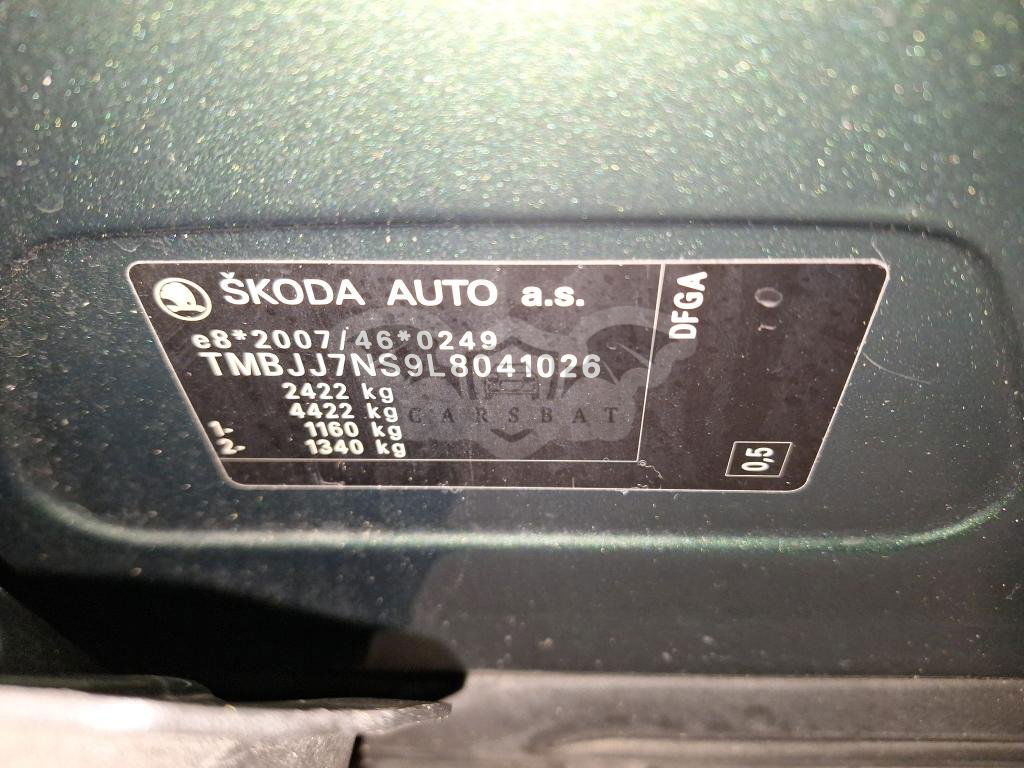 ŠKODA AUTO a.s.
e8*2007/46*0249
TMBJJ7NS9L8041026
2422 kg
4422 kg
1- 1160 kg
2- 1340 kg
DFGA
0,5
CARSBAT